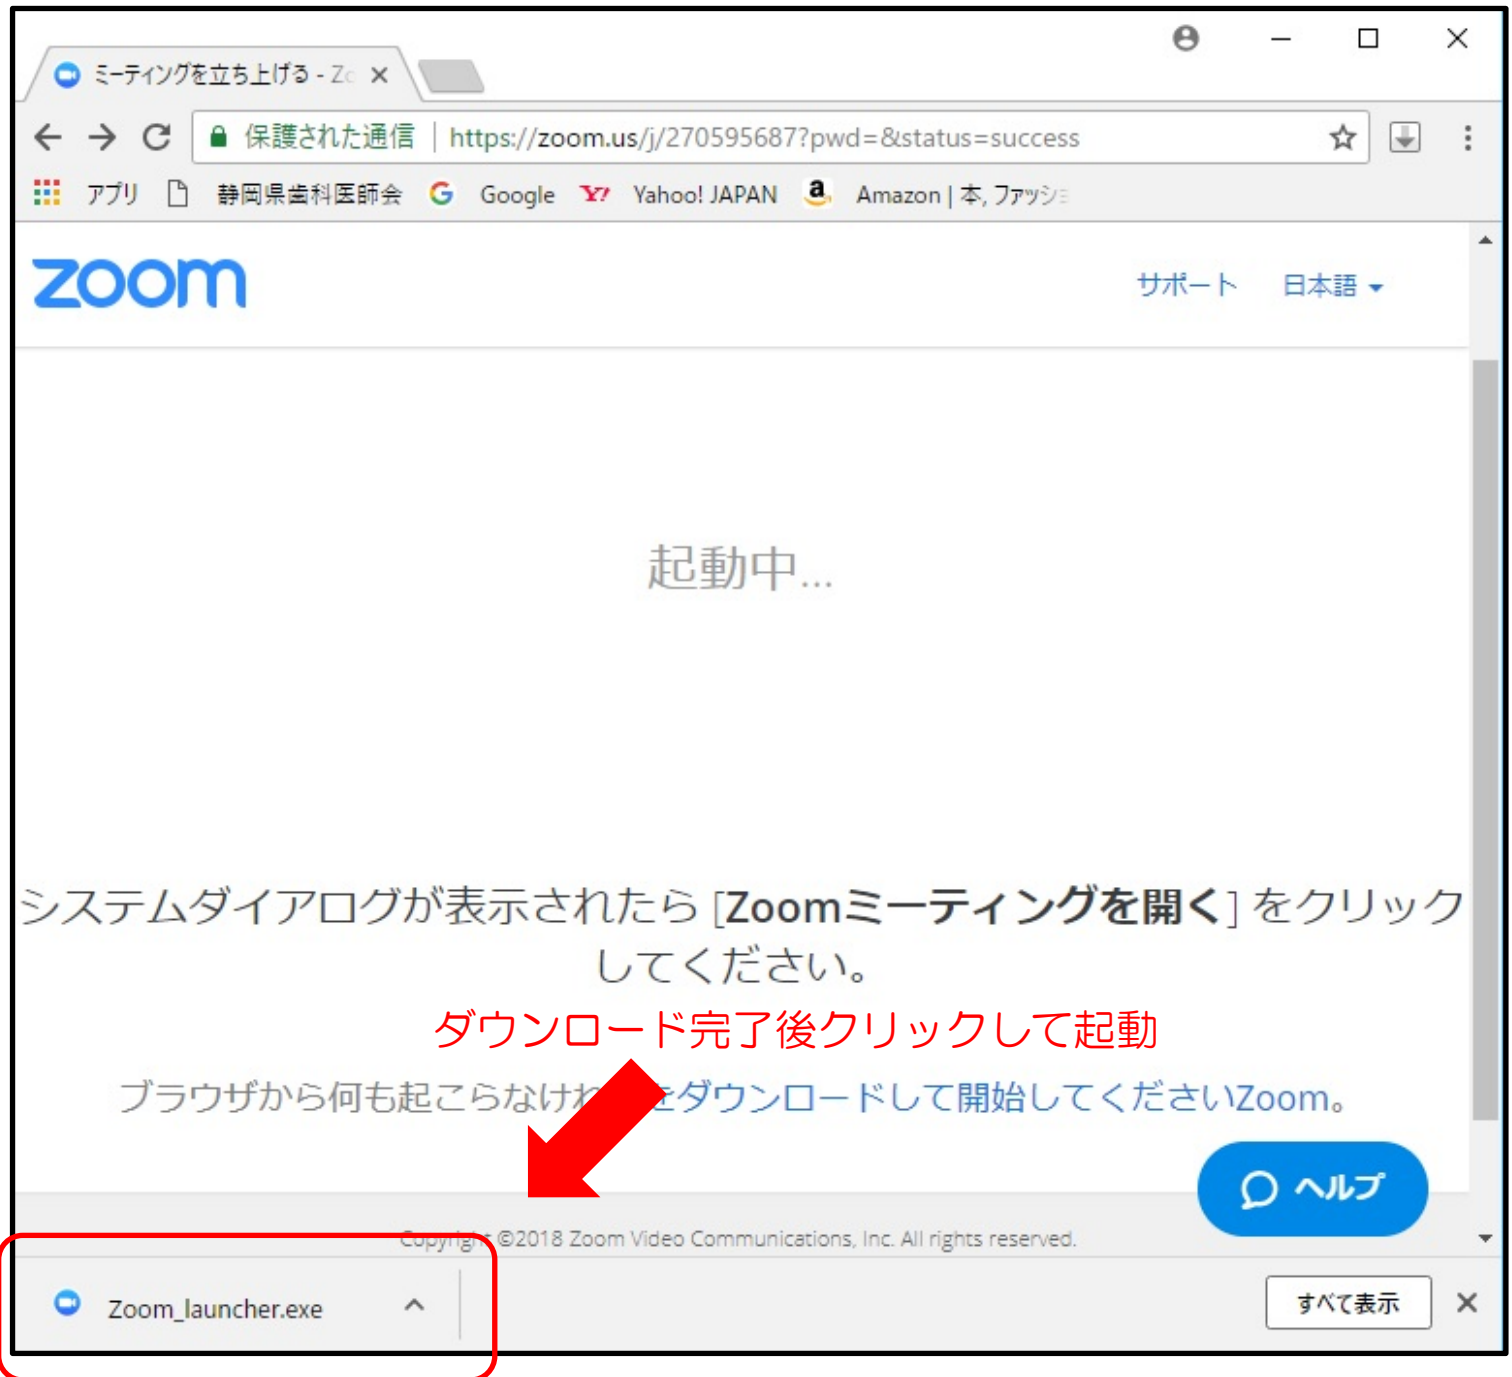 ミーティングを立ち上げる - Zo
保護された通信 | https://zoom.us/j/270595687?pwd=&status=success
アプリ 静岡県歯科医師会 Google Yahoo! JAPAN Amazon | 本, ファッショ
zoom サポート 日本語
起動中...
システムダイアログが表示されたら [Zoomミーティングを開く] をクリック
してください。
ダウンロード完了後クリックして起動
ブラウザから何も起こらなけれ をダウンロードして開始してくださいZoom。
ヘルプ
Copyright ©2018 Zoom Video Communications, Inc. All rights reserved.
Zoom_launcher.exe すべて表示